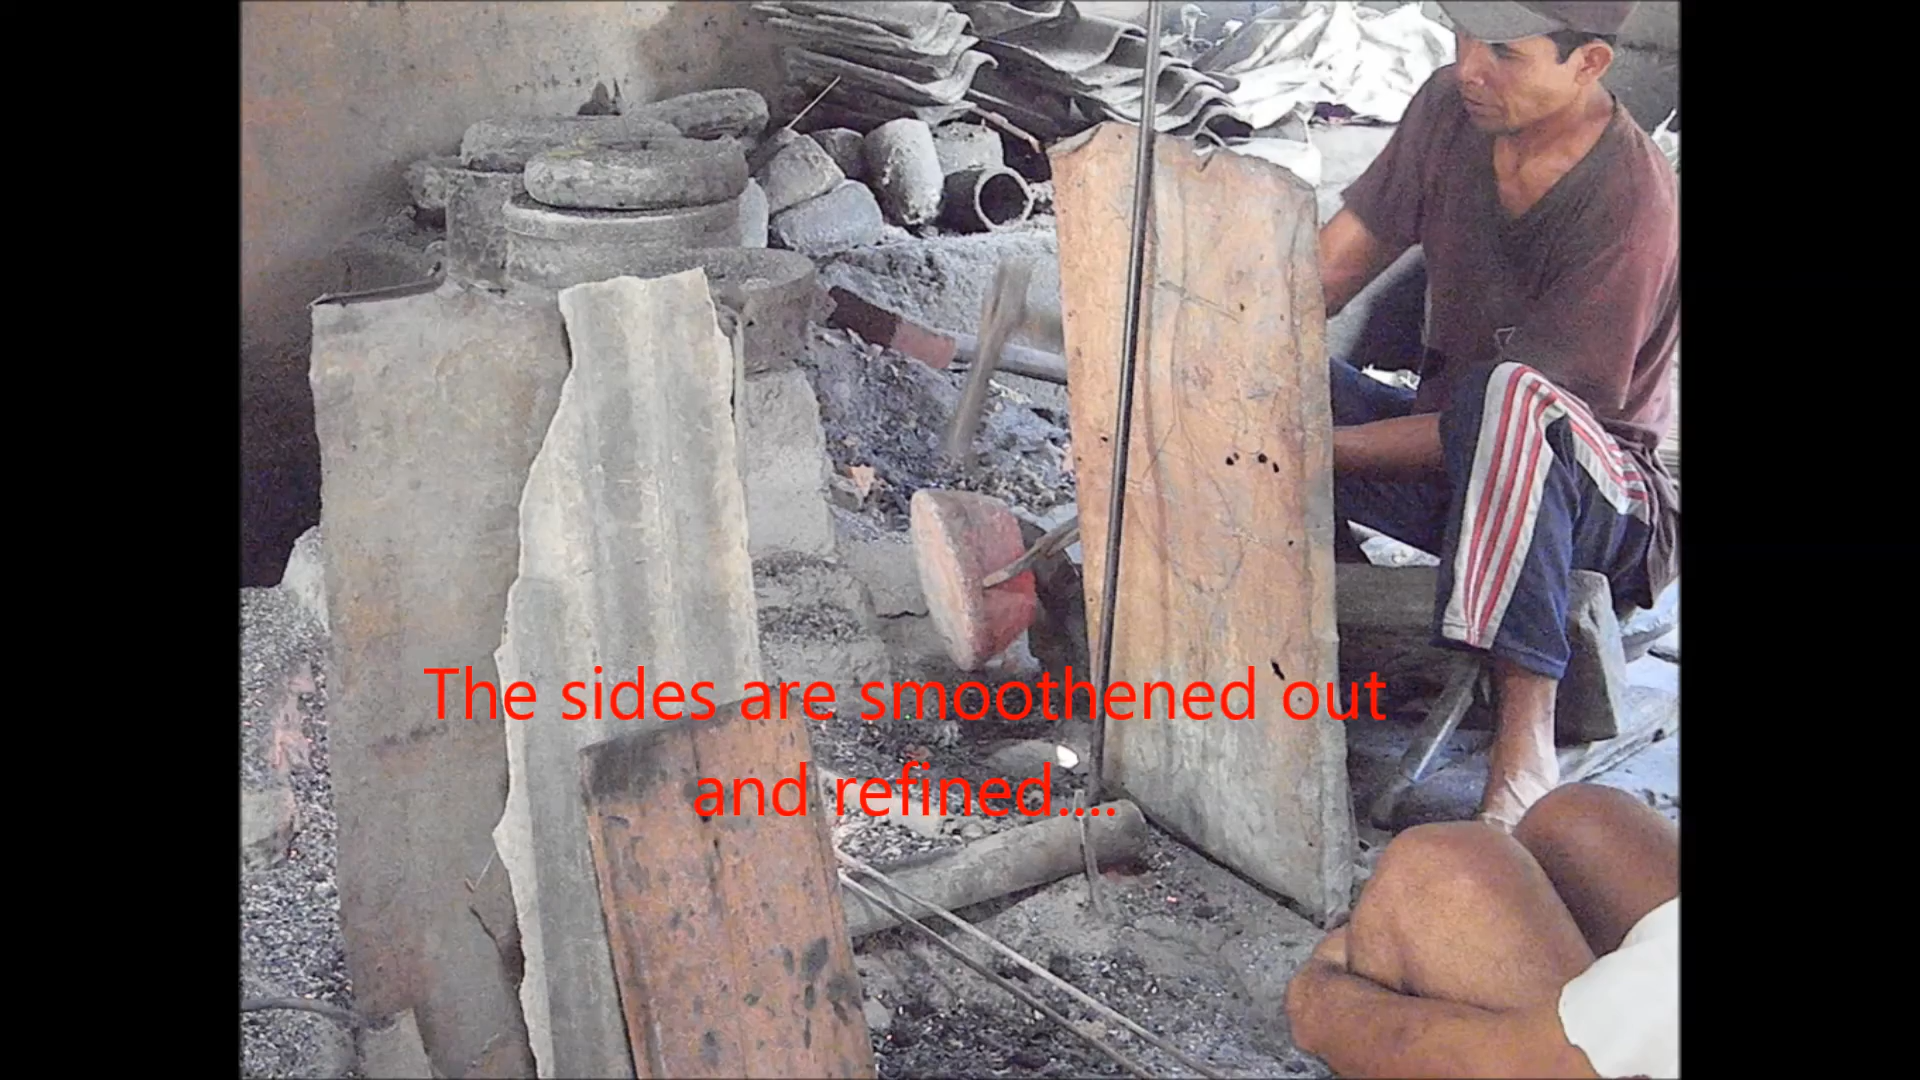 The sides are smoothened out
and refined....